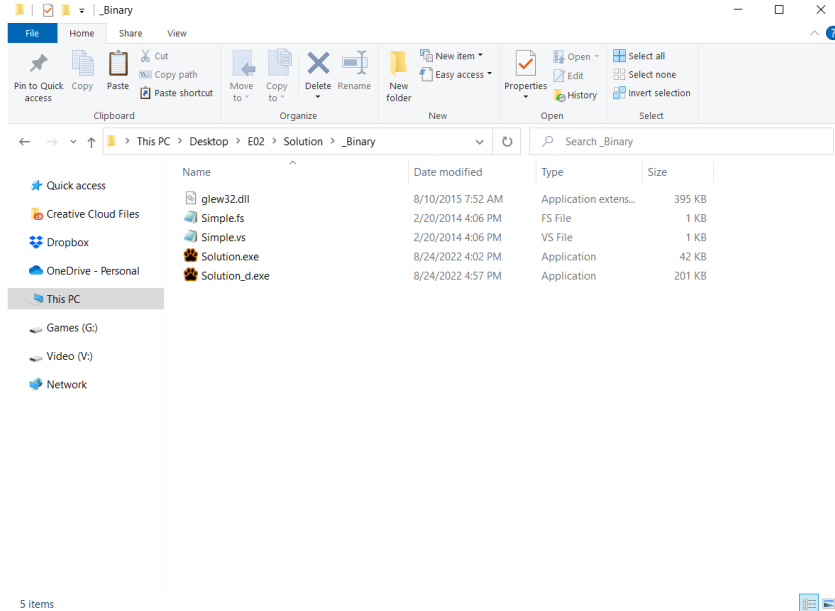 _Binary
File Home Share View
Pin to Quick access
Copy
Paste
Cut
Copy path
Paste shortcut
Clipboard
Move to
Copy to
Delete
Rename
Organize
New folder
New item
Easy access
New
Properties
Open
Edit
History
Open
Select all
Select none
Invert selection
Select
This PC > Desktop > E02 > Solution > _Binary
Search _Binary
Quick access
Creative Cloud Files
Dropbox
OneDrive - Personal
This PC
Games (G:)
Video (V:)
Network
Name Date modified Type Size
glew32.dll 8/10/2015 7:52 AM Application extens... 395 KB
Simple.fs 2/20/2014 4:06 PM FS File 1 KB
Simple.vs 2/20/2014 4:06 PM VS File 1 KB
Solution.exe 8/24/2022 4:02 PM Application 42 KB
Solution_d.exe 8/24/2022 4:57 PM Application 201 KB
5 items